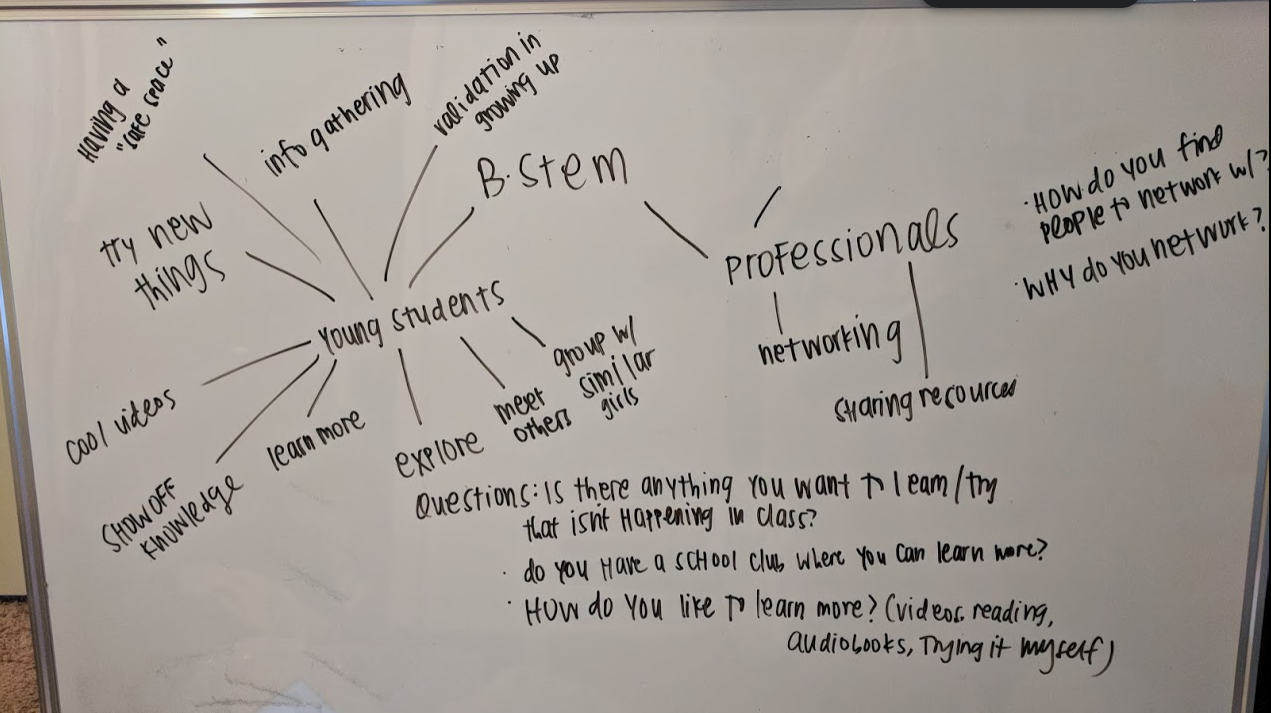 Having a
"safe space"
info gathering
validation in
growing up
B.Stem
try new
things
Young Students
Professionals
· How do you find
people to network w/?
· Why do you network?
networking
sharing resources
group w/
similar
girls
meet
others
explore
learn more
cool videos
show off
knowledge
Questions: Is there anything you want to learn/try
that isn't happening in class?
· do you have a school club where you can learn more?
· How do you like to learn more? (videos, reading,
audiobooks, Trying it myself)